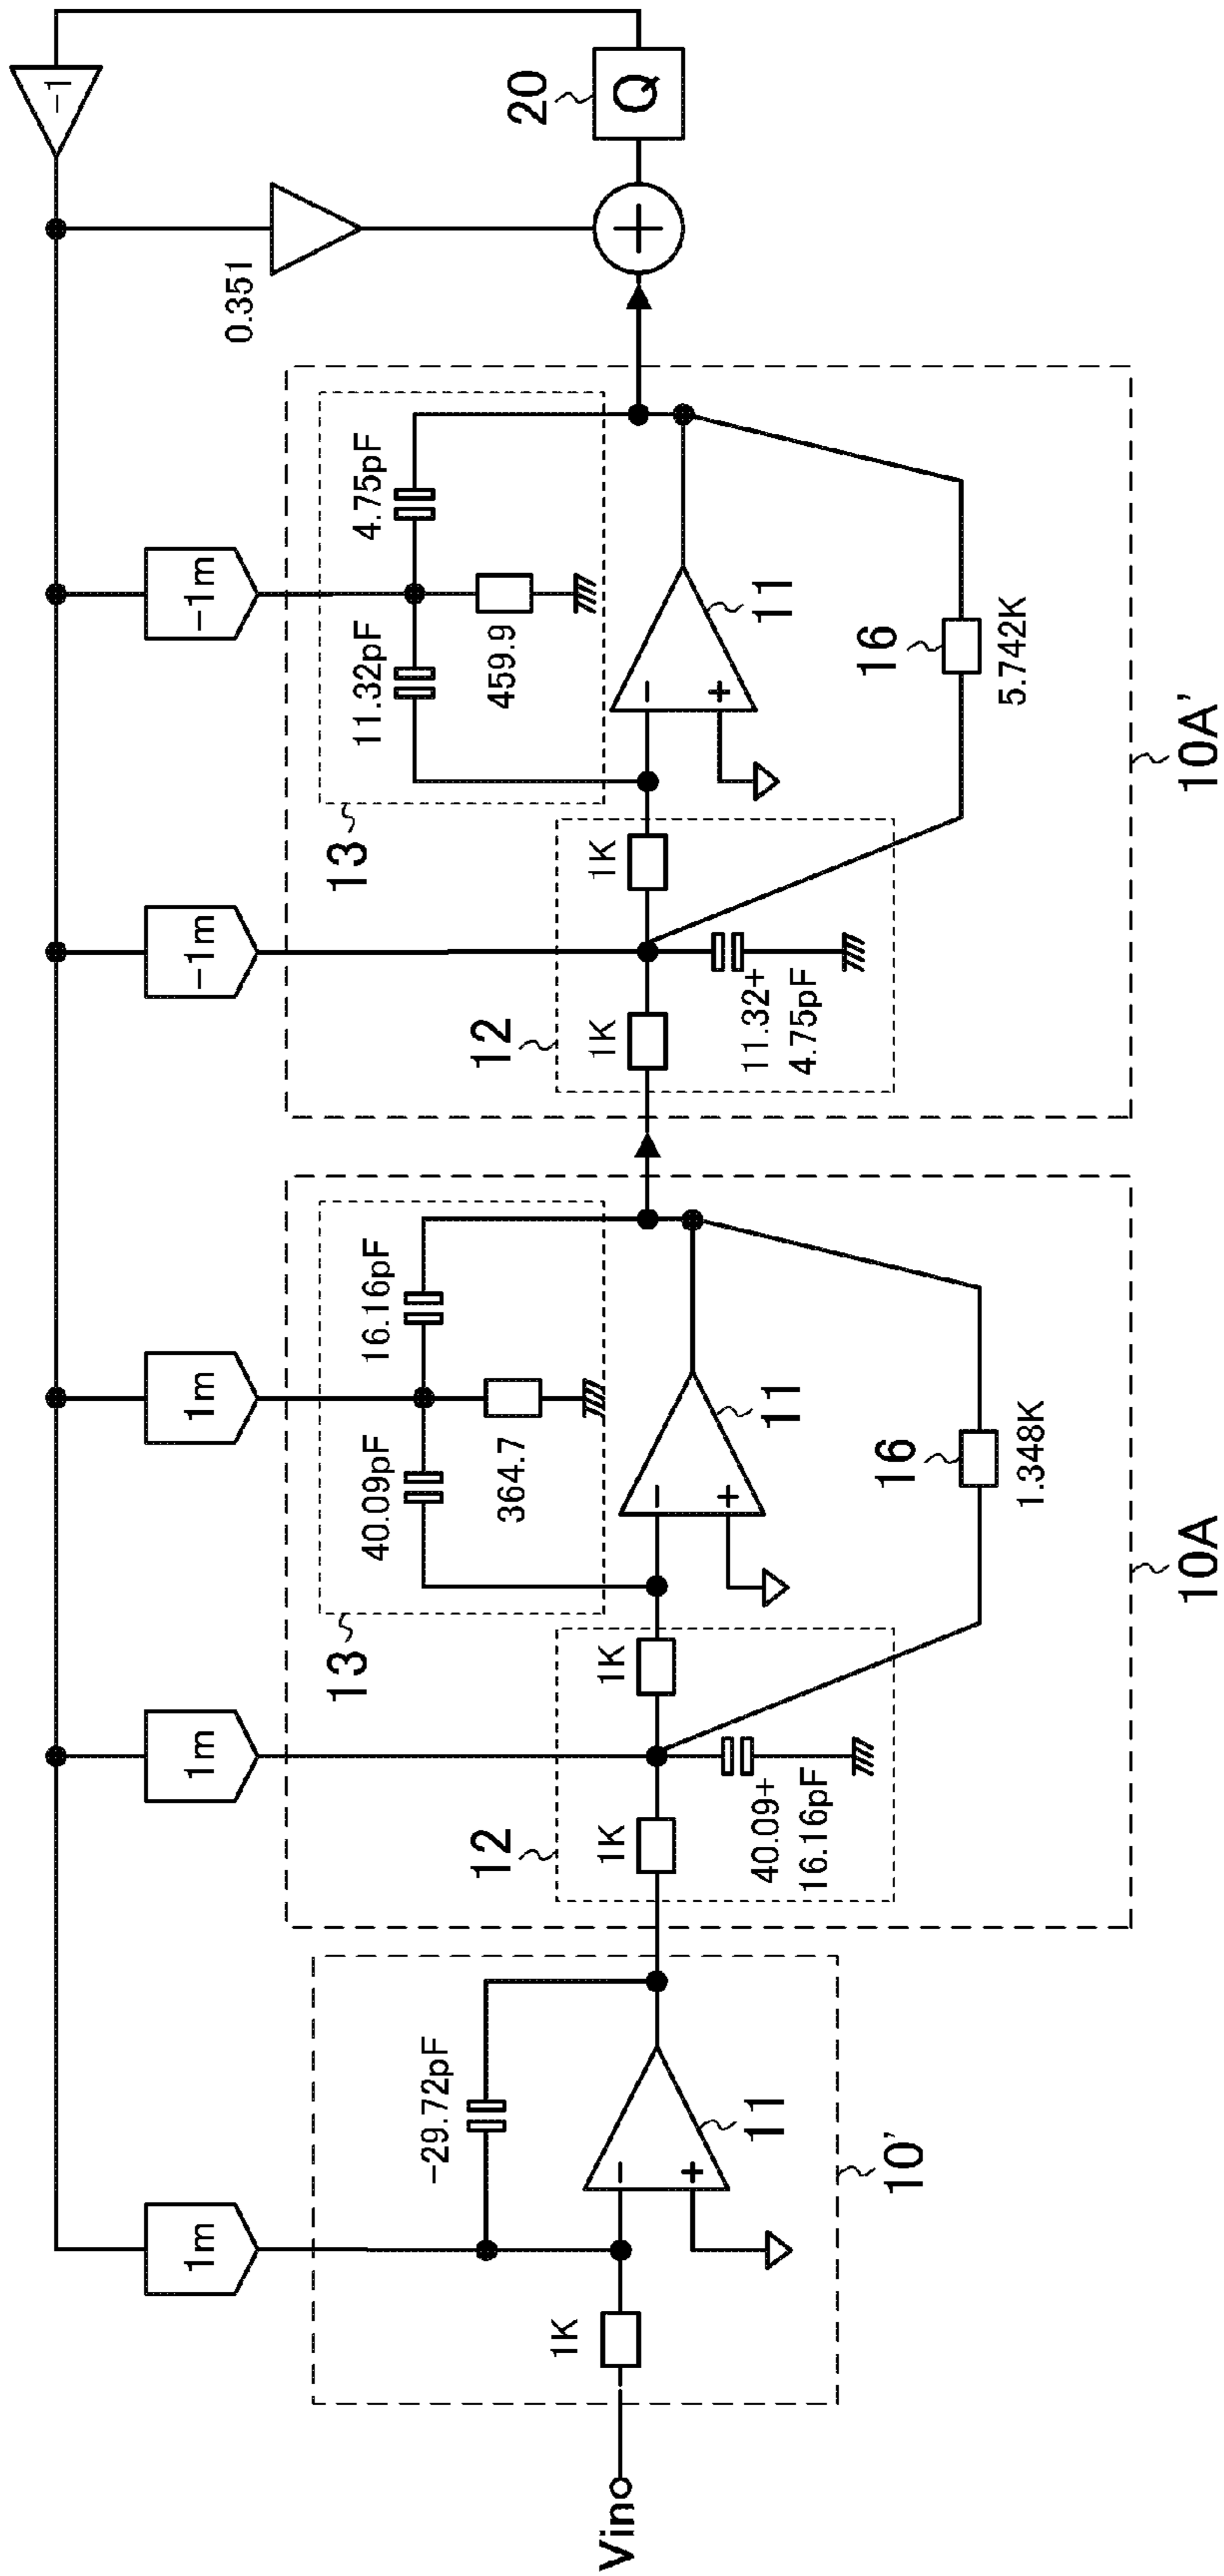 -1
20
Q
+
0.351
-1m
-1m
1m
1m
1m
13
11.32pF
4.75pF
459.9
−
+
11
12
1K
1K
11.32+
4.75pF
16
5.742K
10A'
13
40.09pF
16.16pF
364.7
−
+
11
12
1K
1K
40.09+
16.16pF
16
1.348K
10A
-29.72pF
−
+
11
1K
10'
Vin